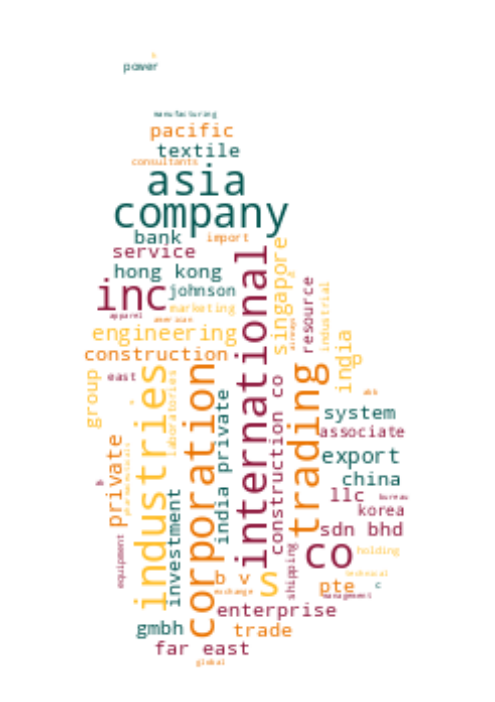 power
manufacturing
pacific
textile
consultants
asia
company
bank
import
service
hong kong
inc
johnson
marketing
apparel
american
engineering
construction
east
group
industries
laboratories
corporation
india private
international
singapore
airways
resource
industrial
india
trading
construction co
abk
system
associate
export
china
llc
bureau
korea
sdn bhd
co
holding
technical
private
pharmaceuticals
equipment
investment
b v
s
exchange
shipping
pte
c
management
enterprise
gmbh
trade
far east
global